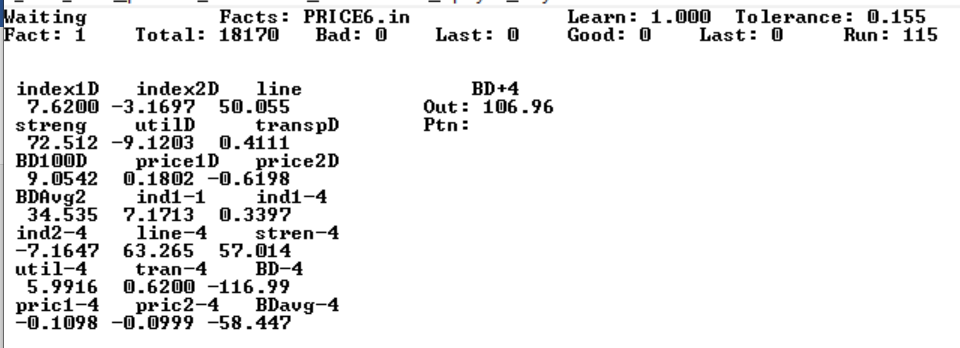 Waiting Facts: PRICE6.in Learn: 1.000 Tolerance: 0.155
Fact: 1 Total: 18170 Bad: 0 Last: 0 Good: 0 Last: 0 Run: 115
index1D index2D line BD+4
7.6200 -3.1697 50.055 Out: 106.96
streng utilD transpD Ptn:
72.512 -9.1203 0.4111
BD100D price1D price2D
9.0542 0.1802 -0.6198
BDAvg2 ind1-1 ind1-4
34.535 7.1713 0.3397
ind2-4 line-4 stren-4
-7.1647 63.265 57.014
util-4 tran-4 BD-4
5.9916 0.6200 -116.99
pric1-4 pric2-4 BDavg-4
-0.1098 -0.0999 -58.447